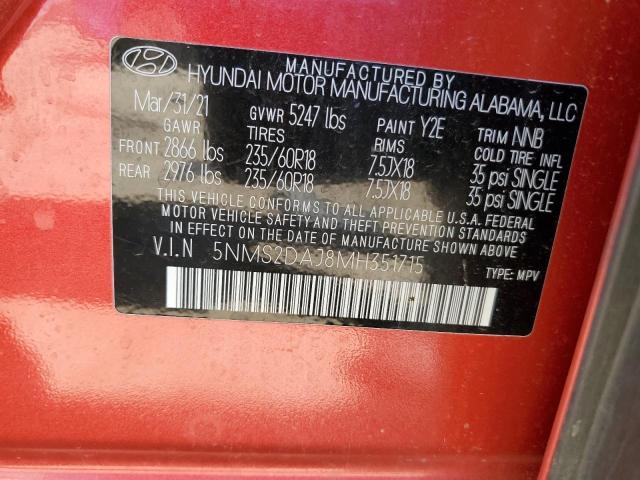 MANUFACTURED BY
HYUNDAI MOTOR MANUFACTURING ALABAMA, LLC
Mar/31/21 GVWR 5247 lbs PAINT Y2E TRIM NNB
GAWR TIRES RIMS COLD TIRE INFL
FRONT 2866 lbs 235/60R18 7.5JX18 35 psi SINGLE
REAR 2976 lbs 235/60R18 7.5JX18 35 psi SINGLE
THIS VEHICLE CONFORMS TO ALL APPLICABLE U.S.A. FEDERAL
MOTOR VEHICLE SAFETY AND THEFT PREVENTION STANDARDS
IN EFFECT ON THE DATE OF MANUFACTURE SHOWN ABOVE.
V.I.N 5NMS2DAJ8MH351715 TYPE: MPV